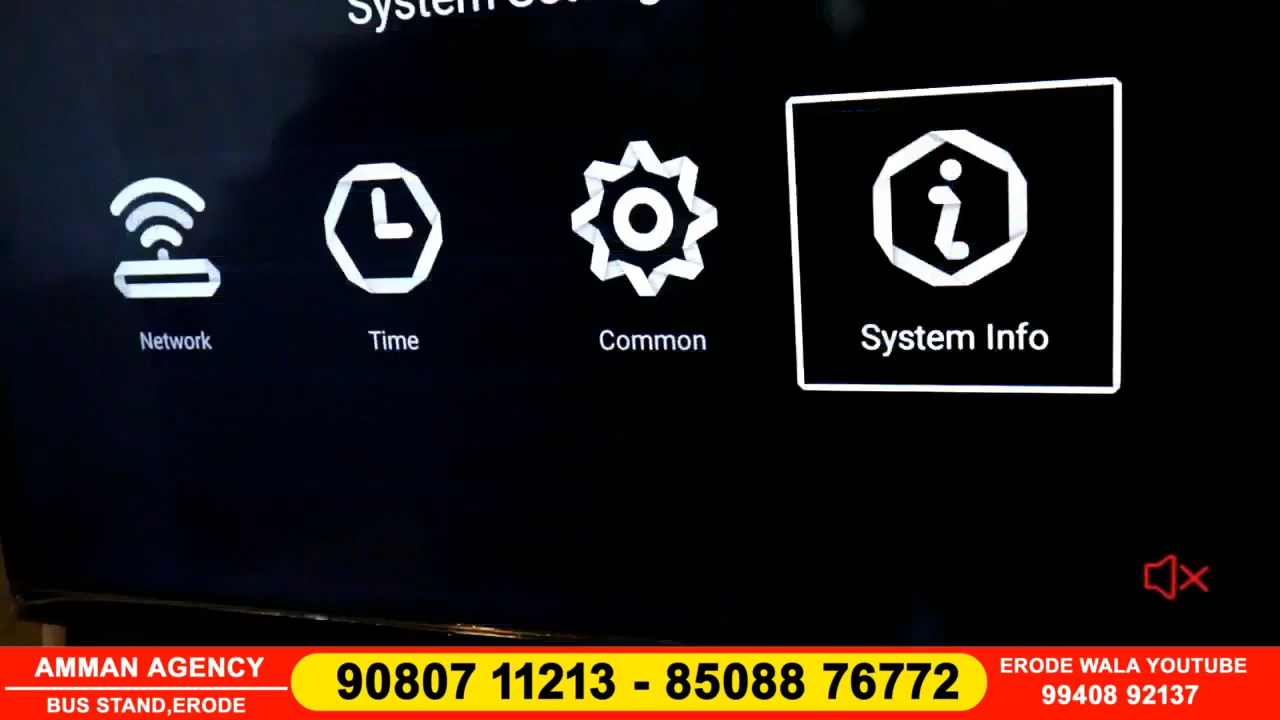 System
Network
Time
Common
System Info
AMMAN AGENCY
BUS STAND,ERODE
90807 11213 - 85088 76772
ERODE WALA YOUTUBE
99408 92137